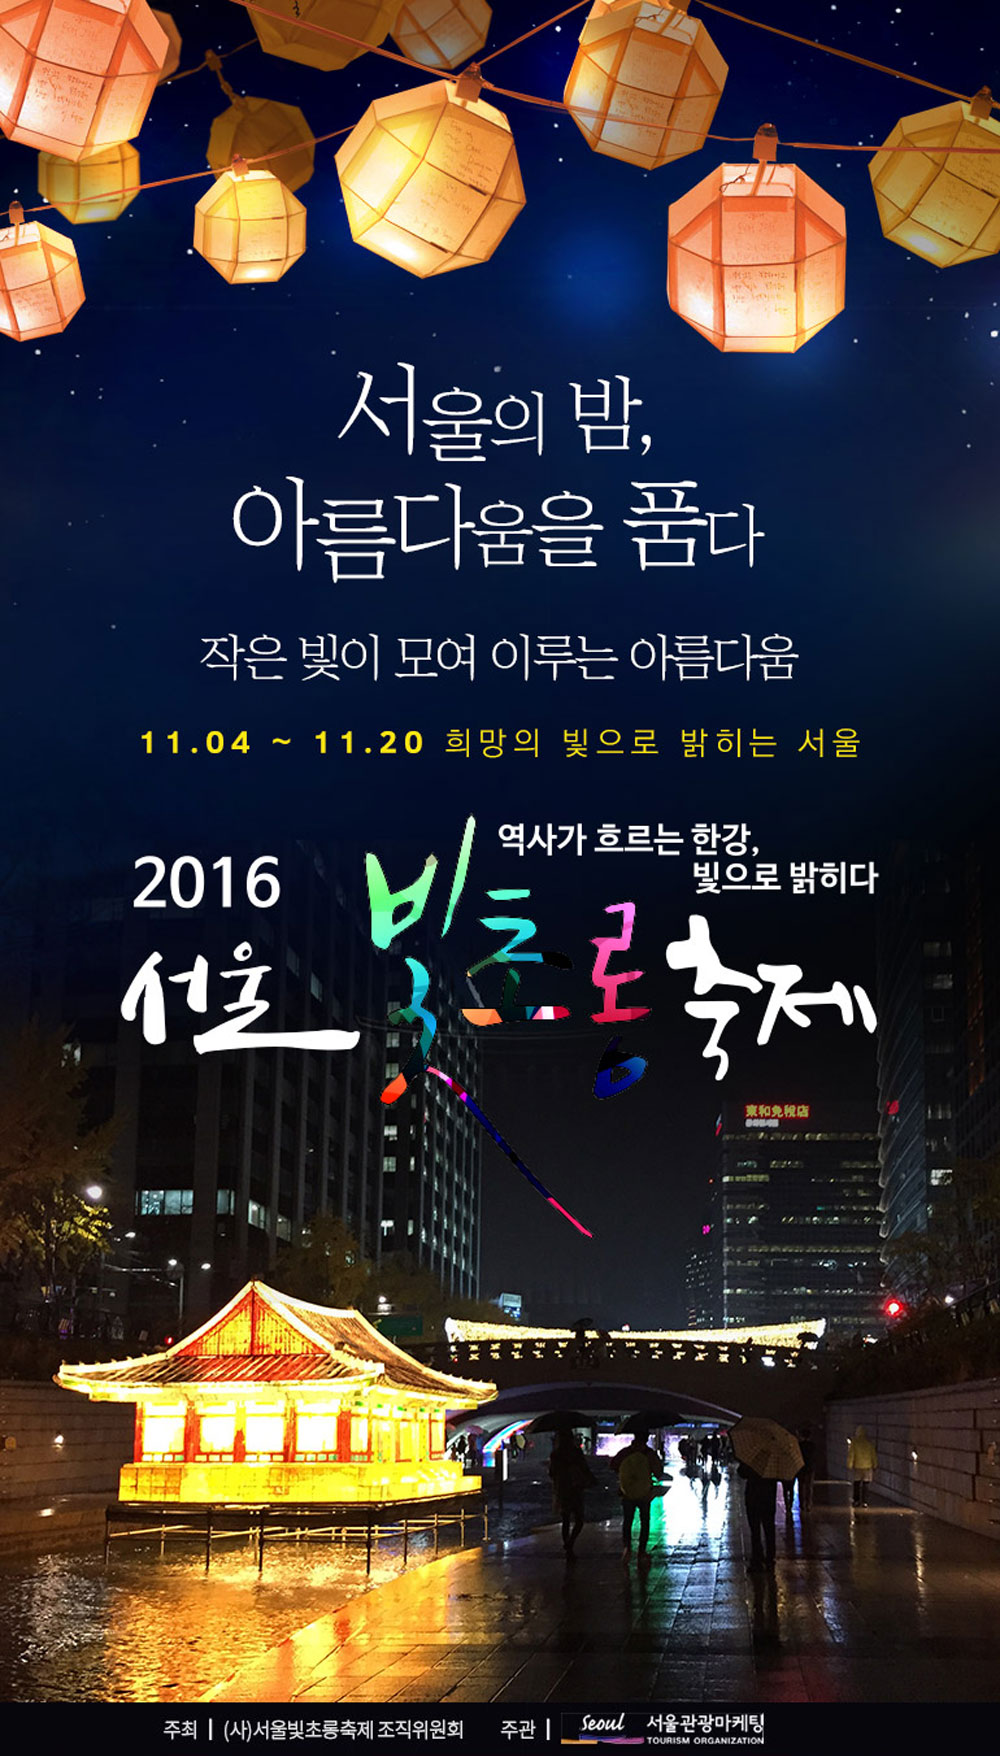 서울의 밤,
아름다움을 품다
작은 빛이 모여 이루는 아름다움
11.04 ~ 11.20 희망의 빛으로 밝히는 서울
역사가 흐르는 한강,
빛으로 밝히다
2016
서울 빛초롱 축제
東和免税店
주최 | (사)서울빛초롱축제 조직위원회 주관 | Seoul 서울관광마케팅
TOURISM ORGANIZATION